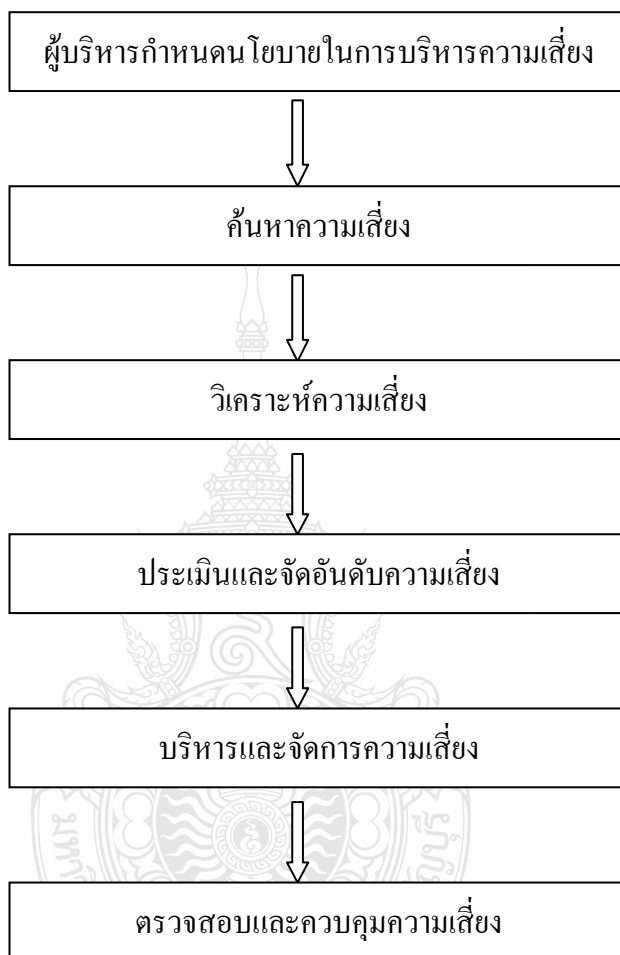 ผู้บริหารกำหนดนโยบายในการบริหารความเสี่ยง
ค้นหาความเสี่ยง
วิเคราะห์ความเสี่ยง
ประเมินและจัดอันดับความเสี่ยง
บริหารและจัดการความเสี่ยง
ตรวจสอบและควบคุมความเสี่ยง